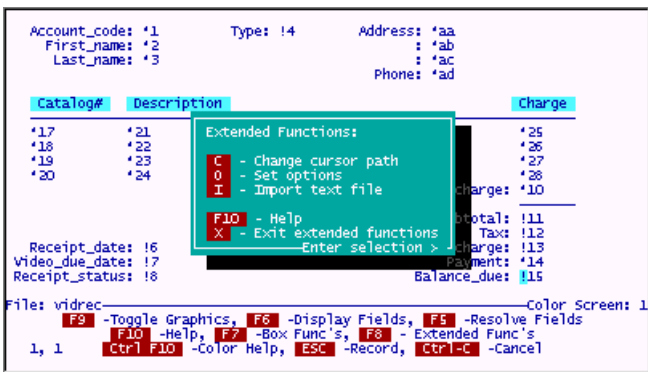 Account_code: *1 Type: !4 Address: *aa
First_name: *2 : *ab
Last_name: *3 : *ac
Phone: *ad
Catalog# Description Charge
*17 *21 *25
*18 *22 *26
*19 *23 *27
*20 *24 *28
Extended Functions:
C - Change cursor path
O - Set options
I - Import text file
F10 - Help
X - Exit extended functions
Enter selection >
charge: *10
total: !11
Tax: !12
charge: !13
Receipt_date: !6
Video_due_date: !7 Payment: *14
Receipt_status: !8 Balance_due: !15
File: vidrec Color Screen: 1
F9 -Toggle Graphics, F6 -Display Fields, F5 -Resolve Fields
F10 -Help, F7 -Box Func's, F8 - Extended Func's
1, 1 Ctrl F10 -Color Help, ESC -Record, Ctrl-C -Cancel